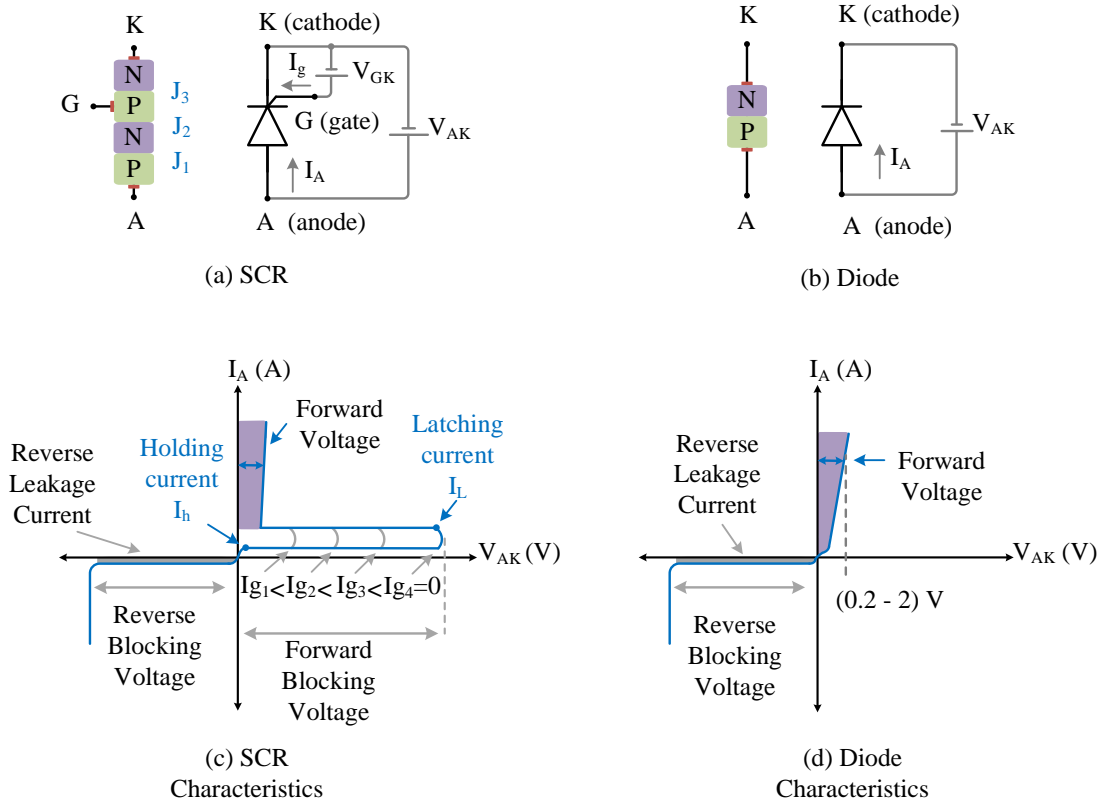 K
N
G
P
J3
N
J2
P
J1
A
K (cathode)
Ig
VGK
G (gate)
VAK
IA
A (anode)
(a) SCR
K
N
P
A
K (cathode)
VAK
IA
A (anode)
(b) Diode
IA (A)
Reverse
Leakage
Current
Holding
current
Ih
Forward
Voltage
Latching
current
IL
VAK (V)
Ig1< Ig2< Ig3< Ig4=0
Reverse
Blocking
Voltage
Forward
Blocking
Voltage
(c) SCR
Characteristics
IA (A)
Reverse
Leakage
Current
Forward
Voltage
VAK (V)
(0.2 - 2) V
Reverse
Blocking
Voltage
(d) Diode
Characteristics